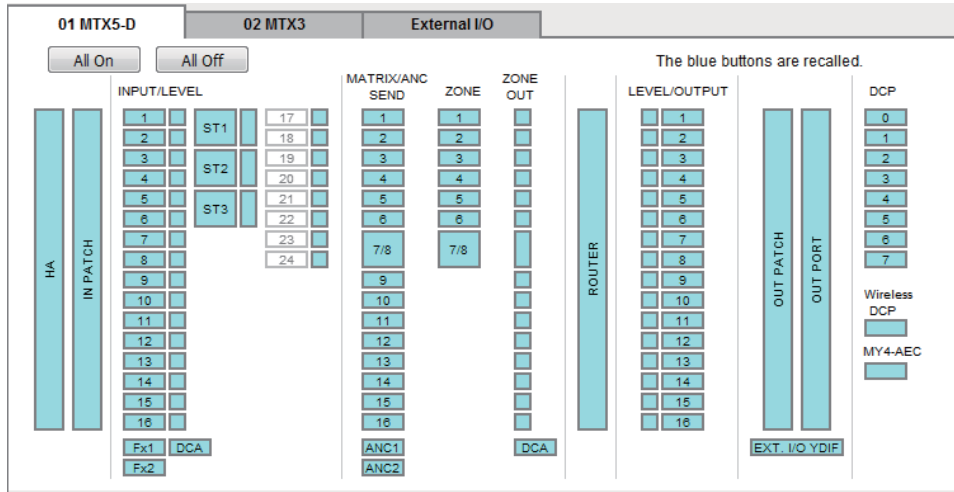 01 MTX5-D 02 MTX3 External I/O
All On All Off The blue buttons are recalled.
INPUT/LEVEL MATRIX/ANC SEND ZONE ZONE OUT LEVEL/OUTPUT DCP
1 ST1 17 1 1 1 0
2 18 2 2 2 1
3 ST2 19 3 3 3 2
4 20 4 4 4 3
5 ST3 21 5 5 5 4
6 22 6 6 6 5
7 23 7/8 7/8 7 6
8 24 8 7
9 9 9
10 10 10
11 11 11
12 12 12
13 13 13
14 14 14
15 15 15
16 16 16
HA
IN PATCH
ROUTER
OUT PATCH
OUT PORT
Wireless
DCP
MY4-AEC
Fx1 DCA ANC1 DCA EXT. I/O YDIF
Fx2 ANC2